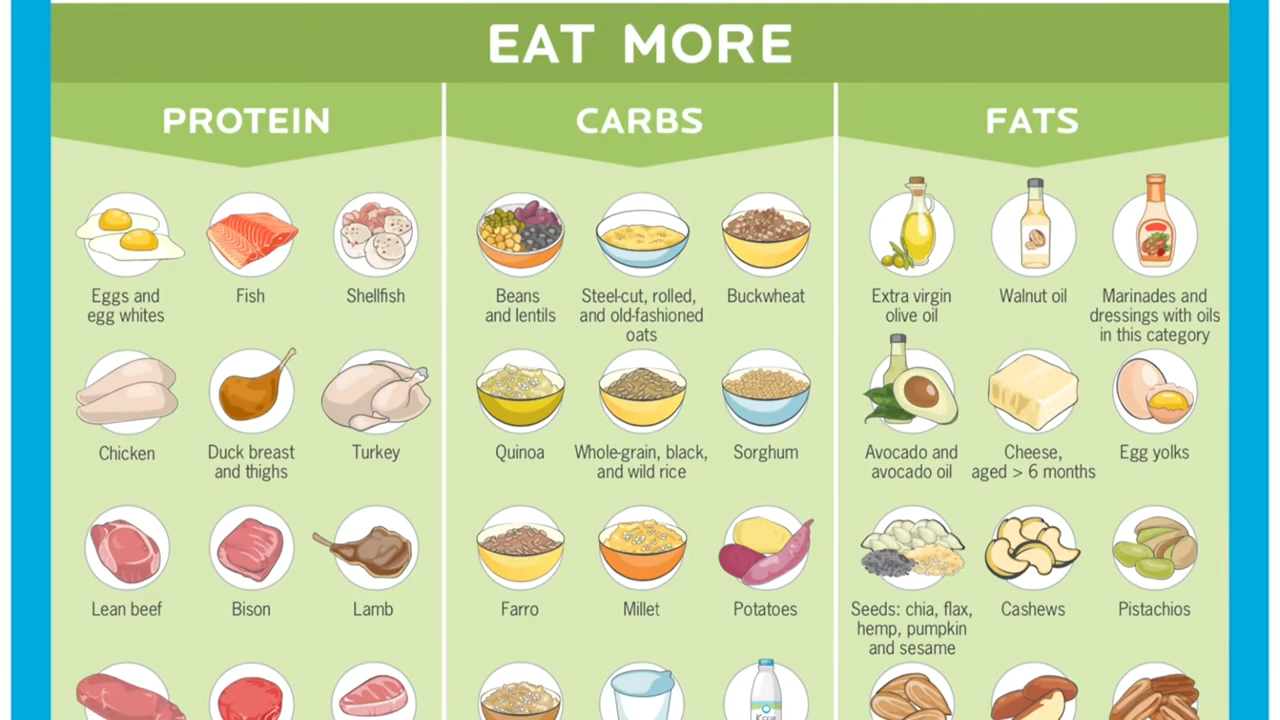 EAT MORE
PROTEIN
CARBS
FATS
Eggs and
egg whites
Fish
Shellfish
Beans
and lentils
Steel-cut, rolled,
and old-fashioned
oats
Buckwheat
Extra virgin
olive oil
Walnut oil
Marinades and
dressings with oils
in this category
Chicken
Duck breast
and thighs
Turkey
Quinoa
Whole-grain, black,
and wild rice
Sorghum
Avocado and
avocado oil
Cheese,
aged > 6 months
Egg yolks
Lean beef
Bison
Lamb
Farro
Millet
Potatoes
Seeds: chia, flax,
hemp, pumpkin
and sesame
Cashews
Pistachios